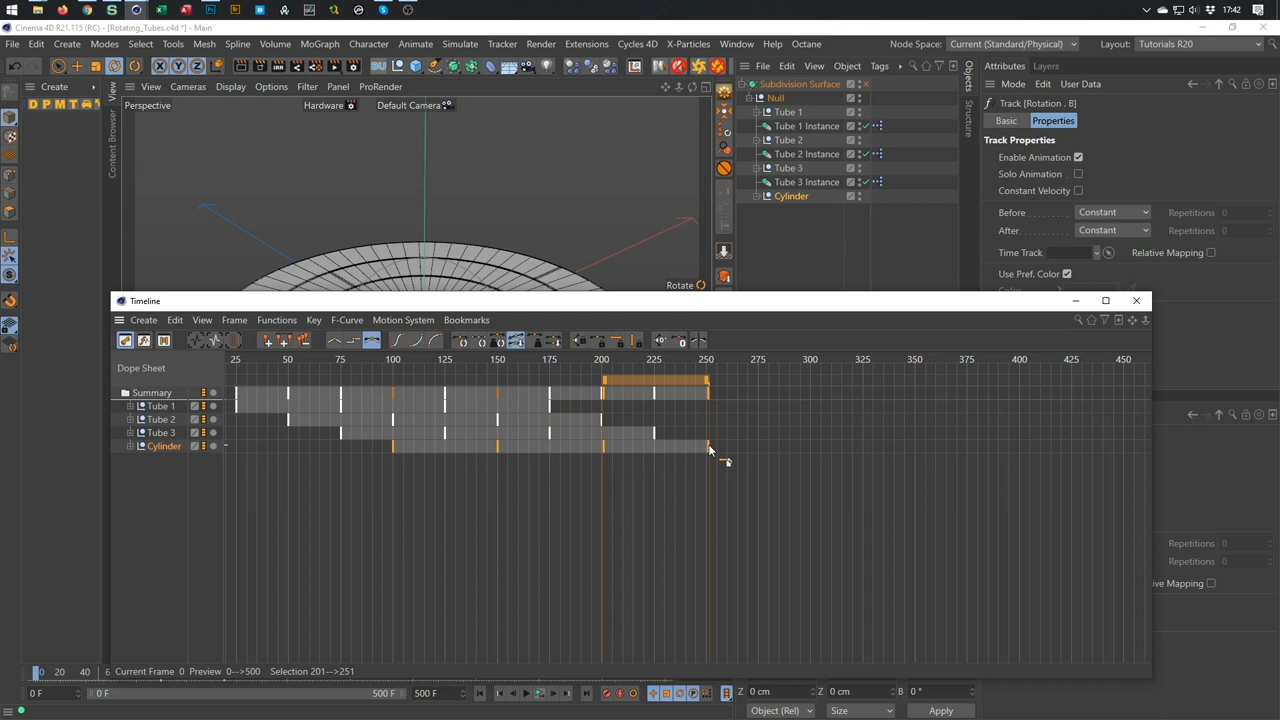 17:42
Cinema 4D R21.115 (RC) - [Rotating_Tubes.c4d *] - Main
File Edit Create Modes Select Tools Mesh Spline Volume MoGraph Character Animate Simulate Tracker Render Extensions Cycles 4D X-Particles Window Help Octane Node Space: Current (Standard/Physical) Layout: Tutorials R20
Create View Cameras Display Options Filter Panel ProRender File Edit View Object Tags Attributes Layers
Mode Edit User Data
Perspective Hardware Default Camera
View
Content Browser
Rotate
Objects
Structure
Subdivision Surface
Null
Tube 1
Tube 1 Instance
Tube 2
Tube 2 Instance
Tube 3
Tube 3 Instance
Cylinder
Track [Rotation . B]
Basic Properties
Track Properties
Enable Animation
Solo Animation
Constant Velocity
Before Constant Repetitions 0
After Constant Repetitions 0
Time Track Relative Mapping
Use Pref. Color
Color
Timeline
Create Edit View Frame Functions Key F-Curve Motion System Bookmarks
25 50 75 100 125 150 175 200 225 250 275 300 325 350 375 400 425 450
Dope Sheet
Summary
Tube 1
Tube 2
Tube 3
Cylinder
Repetitions 0
Repetitions 0
ive Mapping
0 20 40 6 Current Frame 0 Preview 0-->500 Selection 201-->251
0 F 0 F 500 F 500 F Z 0 cm Z 0 cm B 0 °
Object (Rel) Size Apply